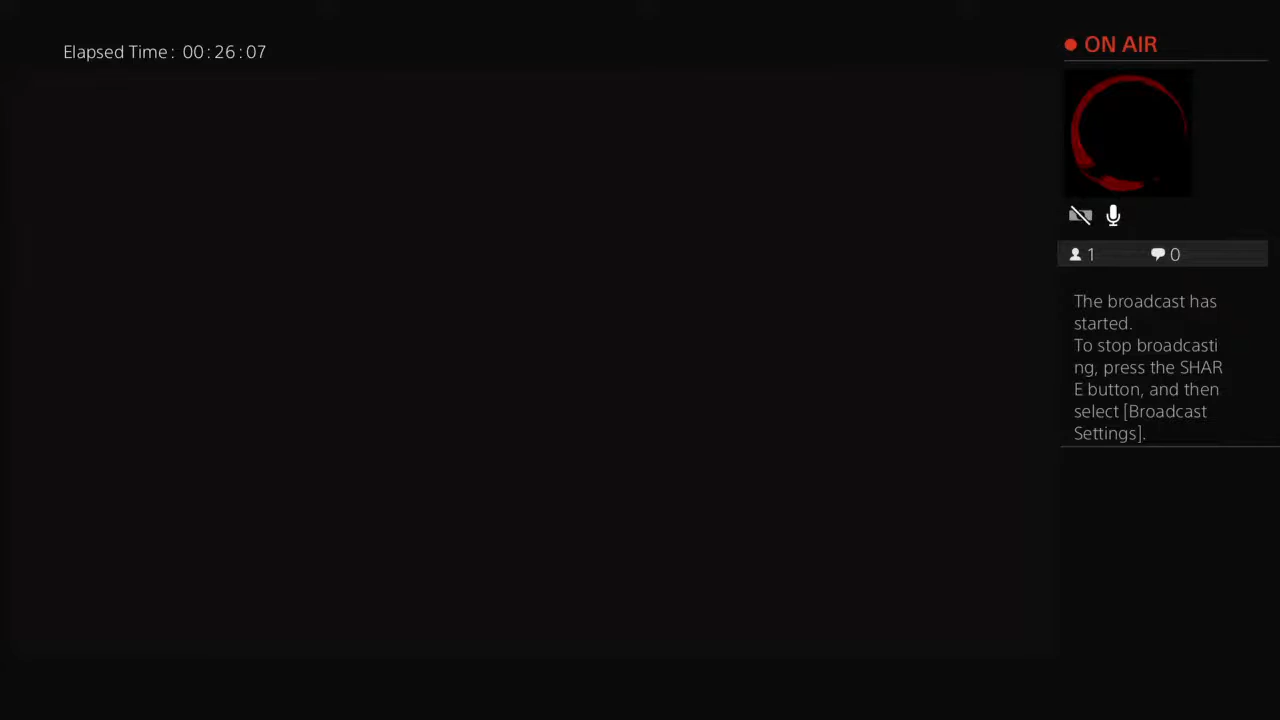 Elapsed Time: 00:26:07
ON AIR
1 0
The broadcast has
started.
To stop broadcasti
ng, press the SHAR
E button, and then
select [Broadcast
Settings].